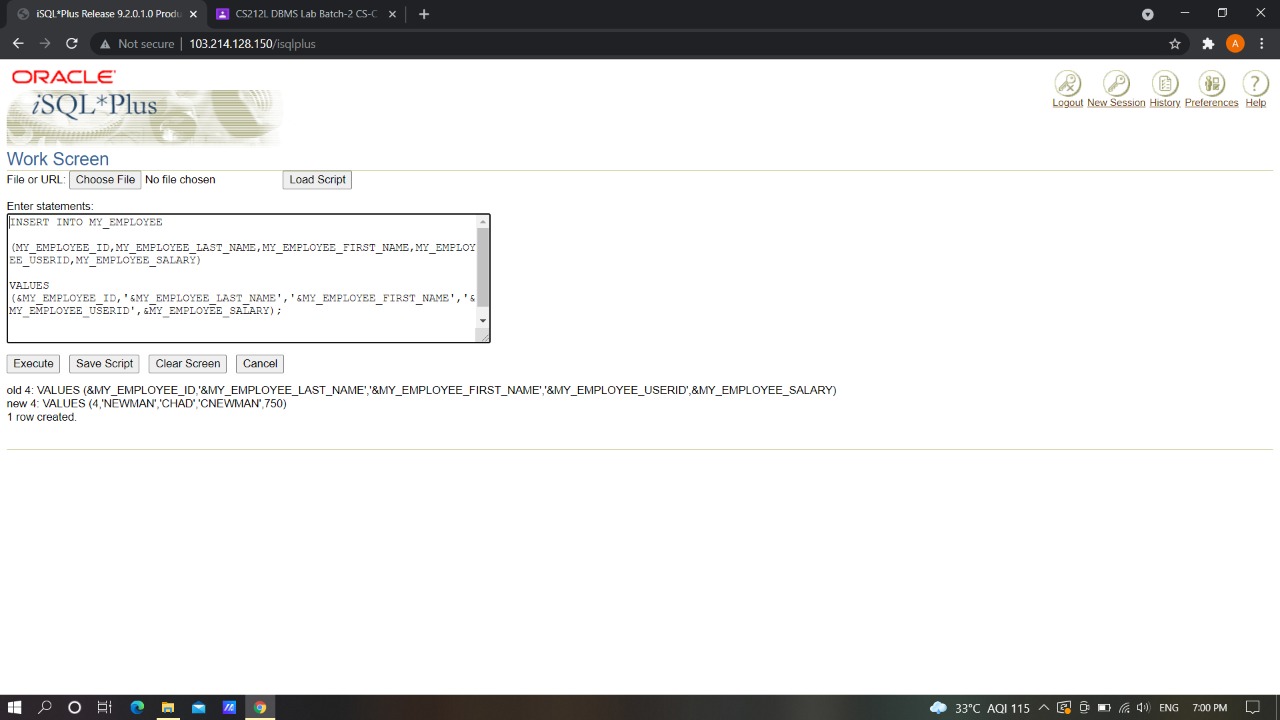 iSQL*Plus Release 9.2.0.1.0 Produ
CS212L DBMS Lab Batch-2 CS-C
Not secure
103.214.128.150/isqlplus
A
ORACLE
iSQL*Plus
Logout New Session History Preferences Help
Work Screen
File or URL: Choose File No file chosen Load Script
Enter statements:
INSERT INTO MY_EMPLOYEE
(MY_EMPLOYEE_ID,MY_EMPLOYEE_LAST_NAME,MY_EMPLOYEE_FIRST_NAME,MY_EMPLOY
EE_USERID,MY_EMPLOYEE_SALARY)
VALUES
(&MY_EMPLOYEE_ID,'&MY_EMPLOYEE_LAST_NAME','&MY_EMPLOYEE_FIRST_NAME','&
MY_EMPLOYEE_USERID',&MY_EMPLOYEE_SALARY);
Execute Save Script Clear Screen Cancel
old 4: VALUES (&MY_EMPLOYEE_ID,'&MY_EMPLOYEE_LAST_NAME','&MY_EMPLOYEE_FIRST_NAME','&MY_EMPLOYEE_USERID',&MY_EMPLOYEE_SALARY)
new 4: VALUES (4,'NEWMAN','CHAD','CNEWMAN',750)
1 row created.
33°C AQI 115 ENG 7:00 PM